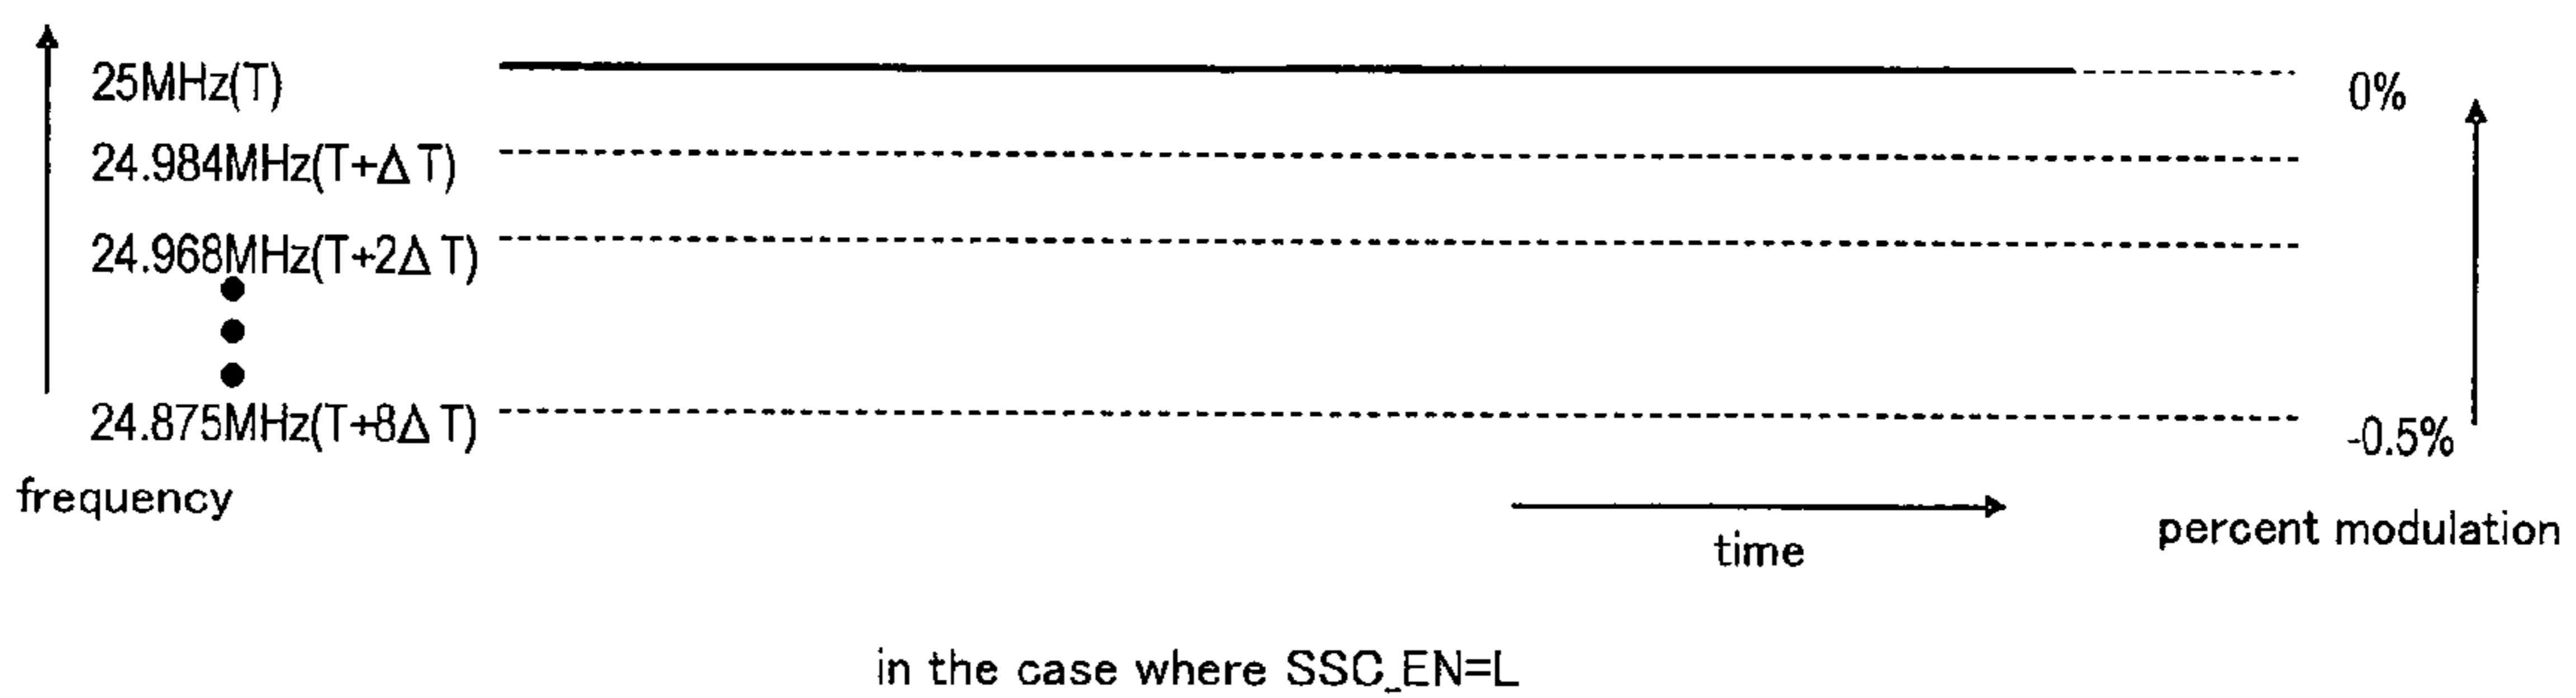 25MHz(T)
0%
24.984MHz(T+ΔT)
24.968MHz(T+2ΔT)
24.875MHz(T+8ΔT)
-0.5%
frequency
time
percent modulation
in the case where SSC_EN=L